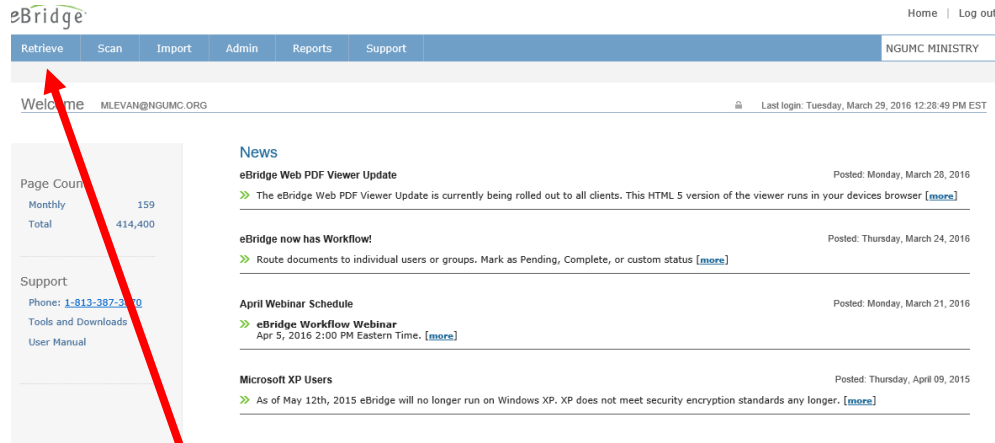 eBridge
Home | Log out
Retrieve Scan Import Admin Reports Support NGUMC MINISTRY
Welcome MLEVAN@NGUMC.ORG Last login: Tuesday, March 29, 2016 12:28:49 PM EST
News
eBridge Web PDF Viewer Update Posted: Monday, March 28, 2016
>> The eBridge Web PDF Viewer Update is currently being rolled out to all clients. This HTML 5 version of the viewer runs in your devices browser [more]
Page Coun
Monthly 159
Total 414,400
eBridge now has Workflow! Posted: Thursday, March 24, 2016
>> Route documents to individual users or groups. Mark as Pending, Complete, or custom status [more]
Support
Phone: 1-813-387-3 70
Tools and Downloads
User Manual
April Webinar Schedule Posted: Monday, March 21, 2016
>> eBridge Workflow Webinar
Apr 5, 2016 2:00 PM Eastern Time. [more]
Microsoft XP Users Posted: Thursday, April 09, 2015
>> As of May 12th, 2015 eBridge will no longer run on Windows XP. XP does not meet security encryption standards any longer. [more]